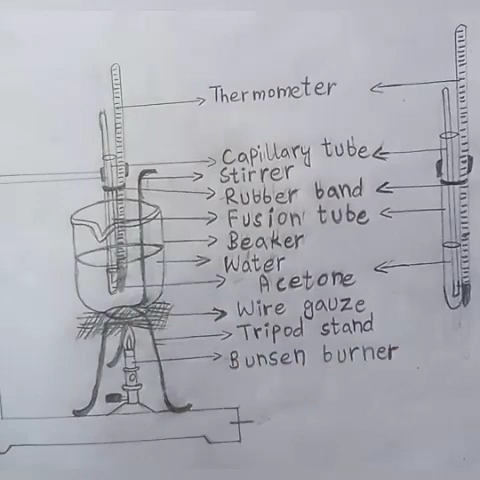 Thermometer
Capillary tube
Stirrer
Rubber band
Fusion tube
Beaker
Water
Acetone
Wire gauze
Tripod stand
Bunsen burner